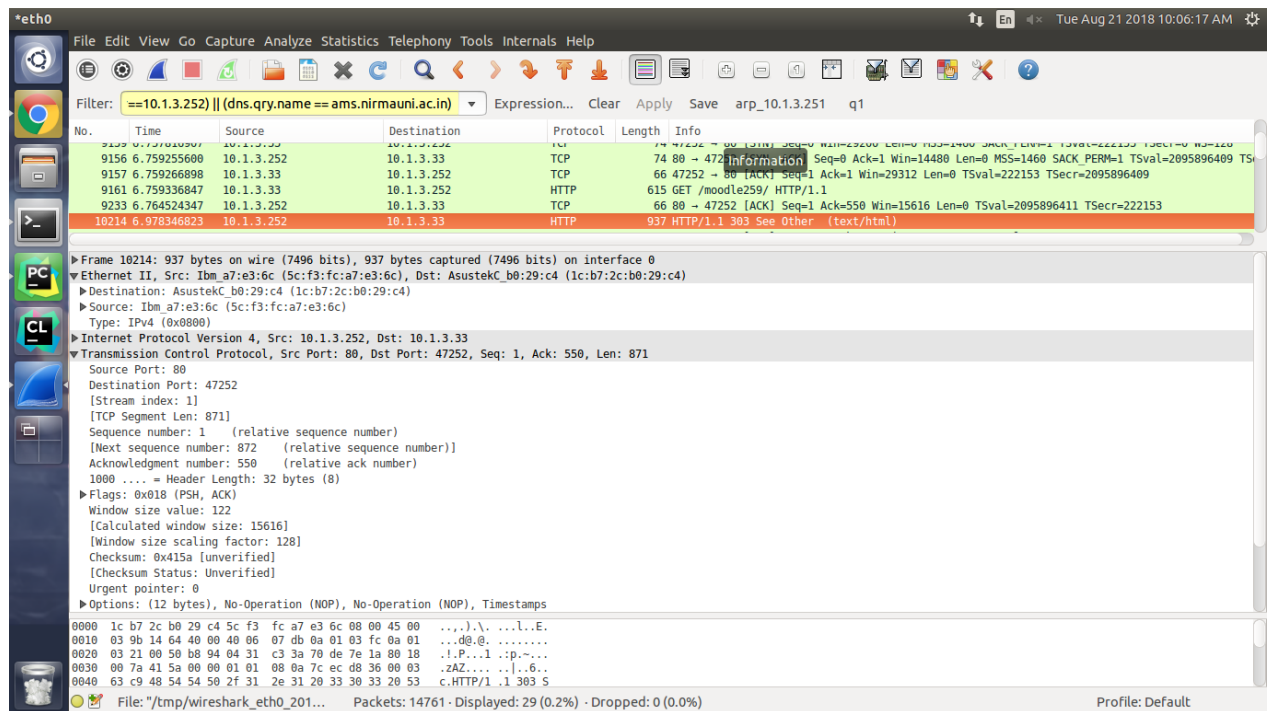 *eth0 En Tue Aug 21 2018 10:06:17 AM
File Edit View Go Capture Analyze Statistics Telephony Tools Internals Help
Filter: ==10.1.3.252) || (dns.qry.name == ams.nirmauni.ac.in) Expression... Clear Apply Save arp_10.1.3.251 q1
No. Time Source Destination Protocol Length Info
9156 6.759255600 10.1.3.252 10.1.3.33 TCP 74 80 → 4725 Seq=0 Ack=1 Win=14480 Len=0 MSS=1460 SACK_PERM=1 TSval=2095896409
Information
9157 6.759266898 10.1.3.33 10.1.3.252 TCP 66 47252 → 80 [ACK] Seq=1 Ack=1 Win=29312 Len=0 TSval=222153 TSecr=2095896409
9161 6.759336847 10.1.3.33 10.1.3.252 HTTP 615 GET /moodle259/ HTTP/1.1
9233 6.764524347 10.1.3.252 10.1.3.33 TCP 66 80 → 47252 [ACK] Seq=1 Ack=550 Win=15616 Len=0 TSval=2095896411 TSecr=222153
10214 6.978346823 10.1.3.252 10.1.3.33 HTTP 937 HTTP/1.1 303 See Other (text/html)
Frame 10214: 937 bytes on wire (7496 bits), 937 bytes captured (7496 bits) on interface 0
Ethernet II, Src: Ibm_a7:e3:6c (5c:f3:fc:a7:e3:6c), Dst: AsustekC_b0:29:c4 (1c:b7:2c:b0:29:c4)
Destination: AsustekC_b0:29:c4 (1c:b7:2c:b0:29:c4)
Source: Ibm_a7:e3:6c (5c:f3:fc:a7:e3:6c)
Type: IPv4 (0x0800)
Internet Protocol Version 4, Src: 10.1.3.252, Dst: 10.1.3.33
Transmission Control Protocol, Src Port: 80, Dst Port: 47252, Seq: 1, Ack: 550, Len: 871
Source Port: 80
Destination Port: 47252
[Stream index: 1]
[TCP Segment Len: 871]
Sequence number: 1 (relative sequence number)
[Next sequence number: 872 (relative sequence number)]
Acknowledgment number: 550 (relative ack number)
1000 .... = Header Length: 32 bytes (8)
Flags: 0x018 (PSH, ACK)
Window size value: 122
[Calculated window size: 15616]
[Window size scaling factor: 128]
Checksum: 0x415a [unverified]
[Checksum Status: Unverified]
Urgent pointer: 0
Options: (12 bytes), No-Operation (NOP), No-Operation (NOP), Timestamps
0000 1c b7 2c b0 29 c4 5c f3 fc a7 e3 6c 08 00 45 00 ..,.).\. ...l..E.
0010 03 9b 14 64 40 00 40 06 07 db 0a 01 03 fc 0a 01 ...d@.@. ........
0020 03 21 00 50 b8 94 04 31 c3 3a 70 de 7e 1a 80 18 .!.P...1 .:p.~...
0030 00 7a 41 5a 00 00 01 01 08 0a 7c ec d8 36 00 03 .zAZ.... ..|..6..
0040 63 c9 48 54 54 50 2f 31 2e 31 20 33 30 33 20 53 c.HTTP/1 .1 303 S
File: "/tmp/wireshark_eth0_201... Packets: 14761 · Displayed: 29 (0.2%) · Dropped: 0 (0.0%) Profile: Default
PC
CL